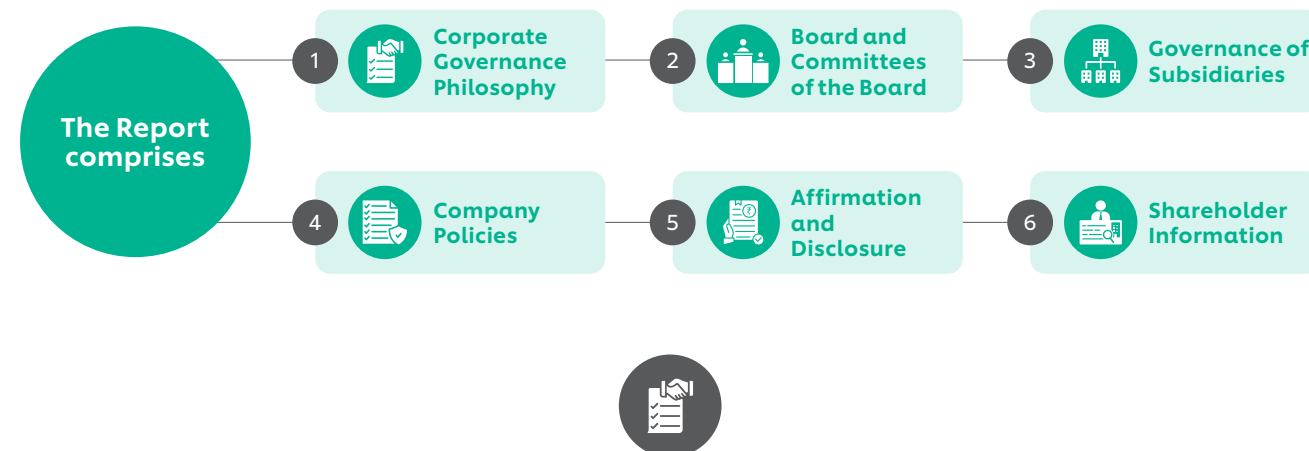 The Report
comprises
1
Corporate
Governance
Philosophy
2
Board and
Committees
of the Board
3
Governance of
Subsidiaries
4
Company
Policies
5
Affirmation
and
Disclosure
6
Shareholder
Information